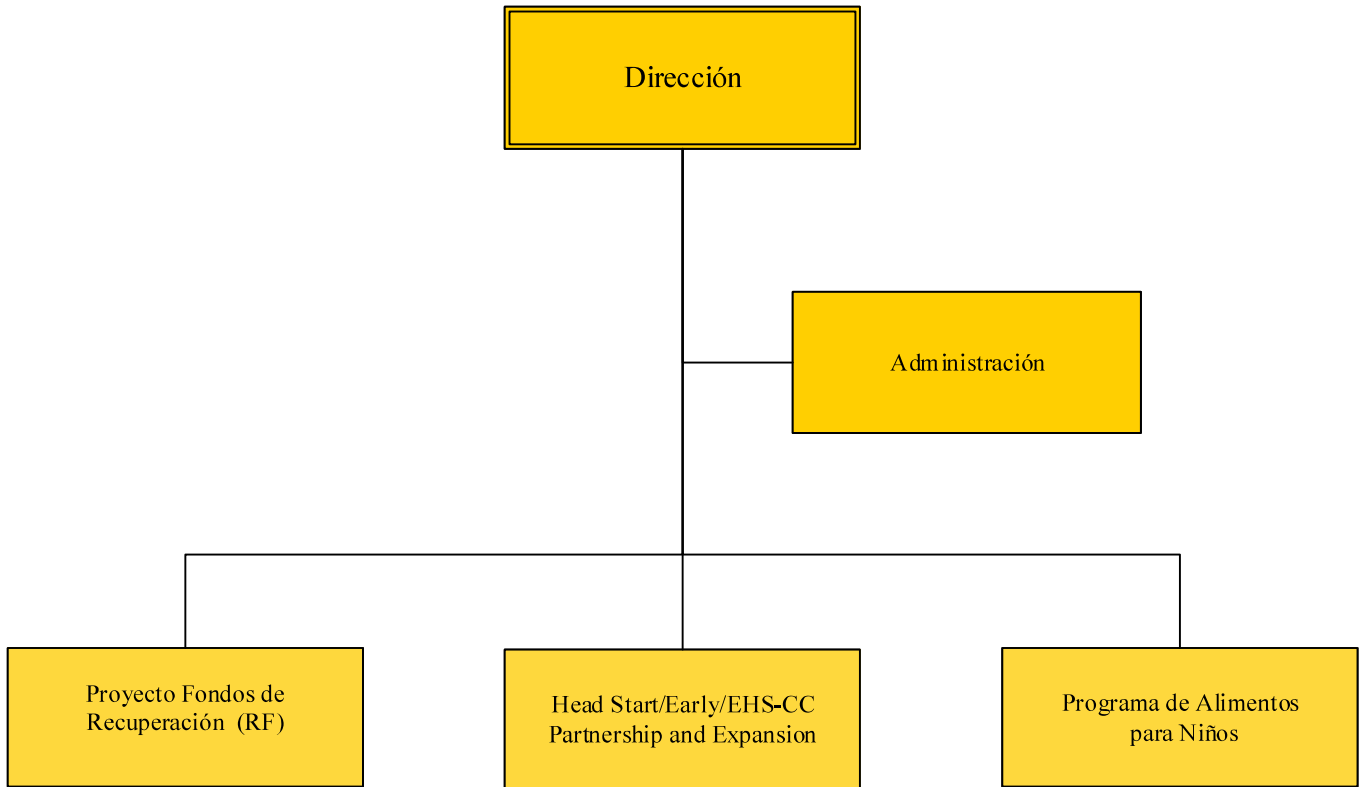 Dirección
Administración
Proyecto Fondos de
Recuperación (RF)
Head Start/Early/EHS-CC
Partnership and Expansion
Programa de Alimentos
para Niños